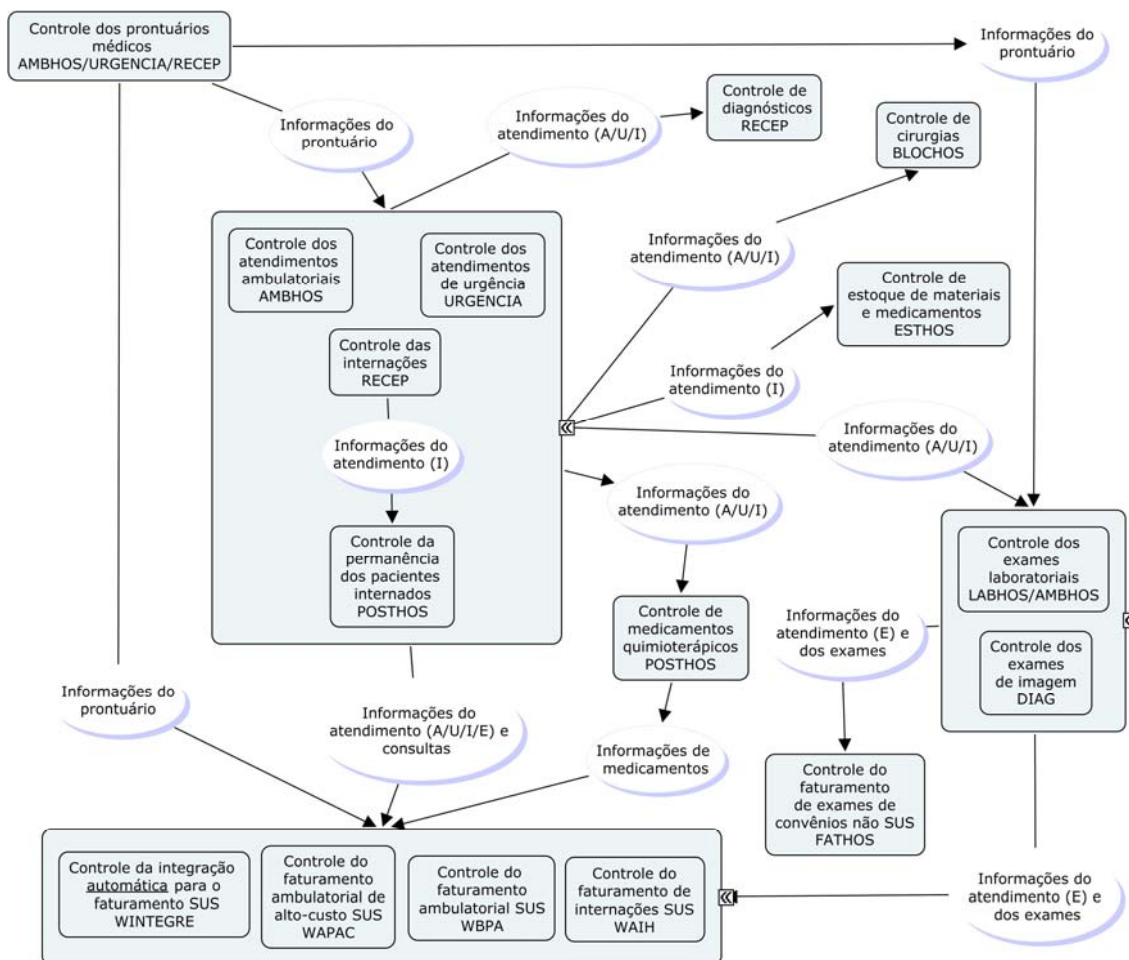 Controle dos prontuários
médicos
AMBHOS/URGENCIA/RECEP
Informações do
prontuário
Informações do
prontuário
Informações do
atendimento (A/U/I)
Controle de
diagnósticos
RECEP
Controle de
cirurgias
BLOCHOS
Controle dos
atendimentos
ambulatoriais
AMBHOS
Controle dos
atendimentos
de urgência
URGENCIA
Informações do
atendimento (A/U/I)
Controle de
estoque de materiais
e medicamentos
ESTHOS
Controle das
internações
RECEP
Informações do
atendimento (I)
Informações do
atendimento (I)
Informações do
atendimento (A/U/I)
Informações do
atendimento (A/U/I)
Controle da
permanência
dos pacientes
internados
POSTHOS
Controle dos
exames
laboratoriais
LABHOS/AMBHOS
Controle de
medicamentos
quimioterápicos
POSTHOS
Informações do
atendimento (E) e
dos exames
Controle dos
exames
de imagem
DIAG
Informações do
prontuário
Informações do
atendimento (A/U/I/E) e
consultas
Informações de
medicamentos
Controle do
faturamento
de exames de
convênios não SUS
FATHOS
Controle da integração
automática para o
faturamento SUS
WINTEGRE
Controle do
faturamento
ambulatorial de
alto-custo SUS
WAPAC
Controle do
faturamento
ambulatorial SUS
WBPA
Controle do
faturamento de
internações SUS
WAIH
Informações do
atendimento (E) e
dos exames